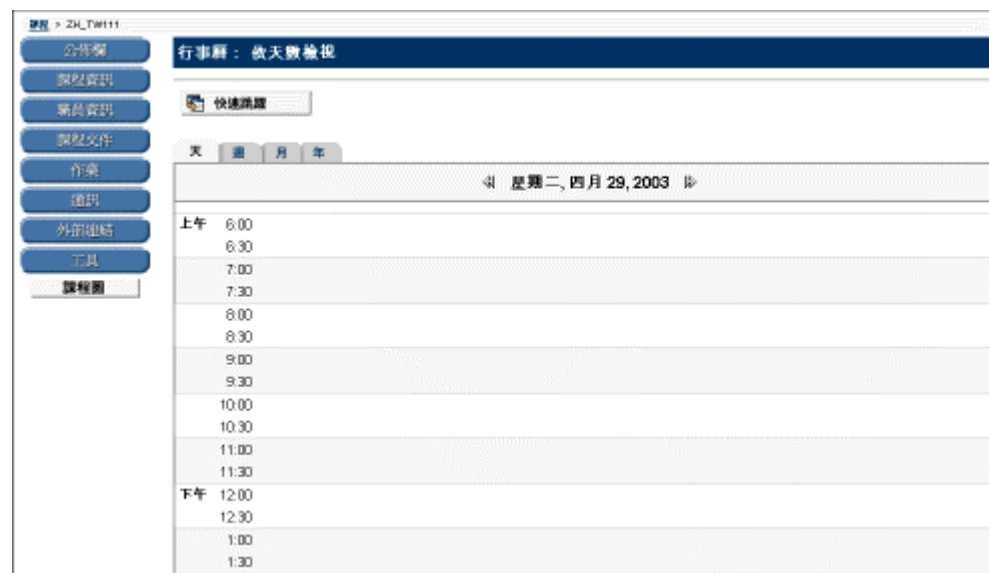 課程 > ZH_TW111
公佈欄
課程資訊
職員資訊
課程文件
作業
通訊
外部連結
工具
課程圖
行事曆： 依天數檢視
快速跳躍
天 週 月 年
星期二, 四月 29, 2003
上午 6:00
6:30
7:00
7:30
8:00
8:30
9:00
9:30
10:00
10:30
11:00
11:30
下午 12:00
12:30
1:00
1:30